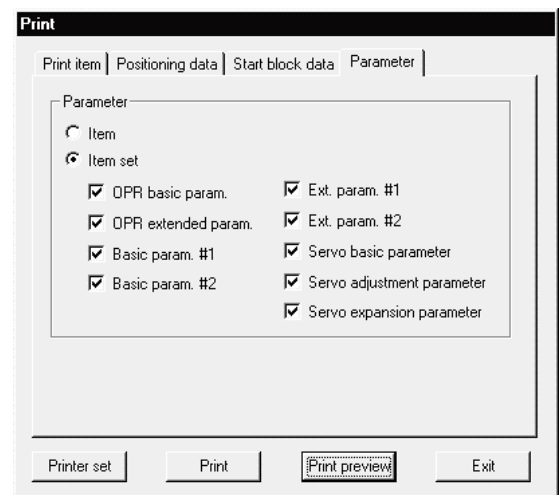 Print
Print item Positioning data Start block data Parameter
Parameter
Item
Item set
OPR basic param. Ext. param. #1
OPR extended param. Ext. param. #2
Basic param. #1 Servo basic parameter
Basic param. #2 Servo adjustment parameter
Servo expansion parameter
Printer set Print Print preview Exit